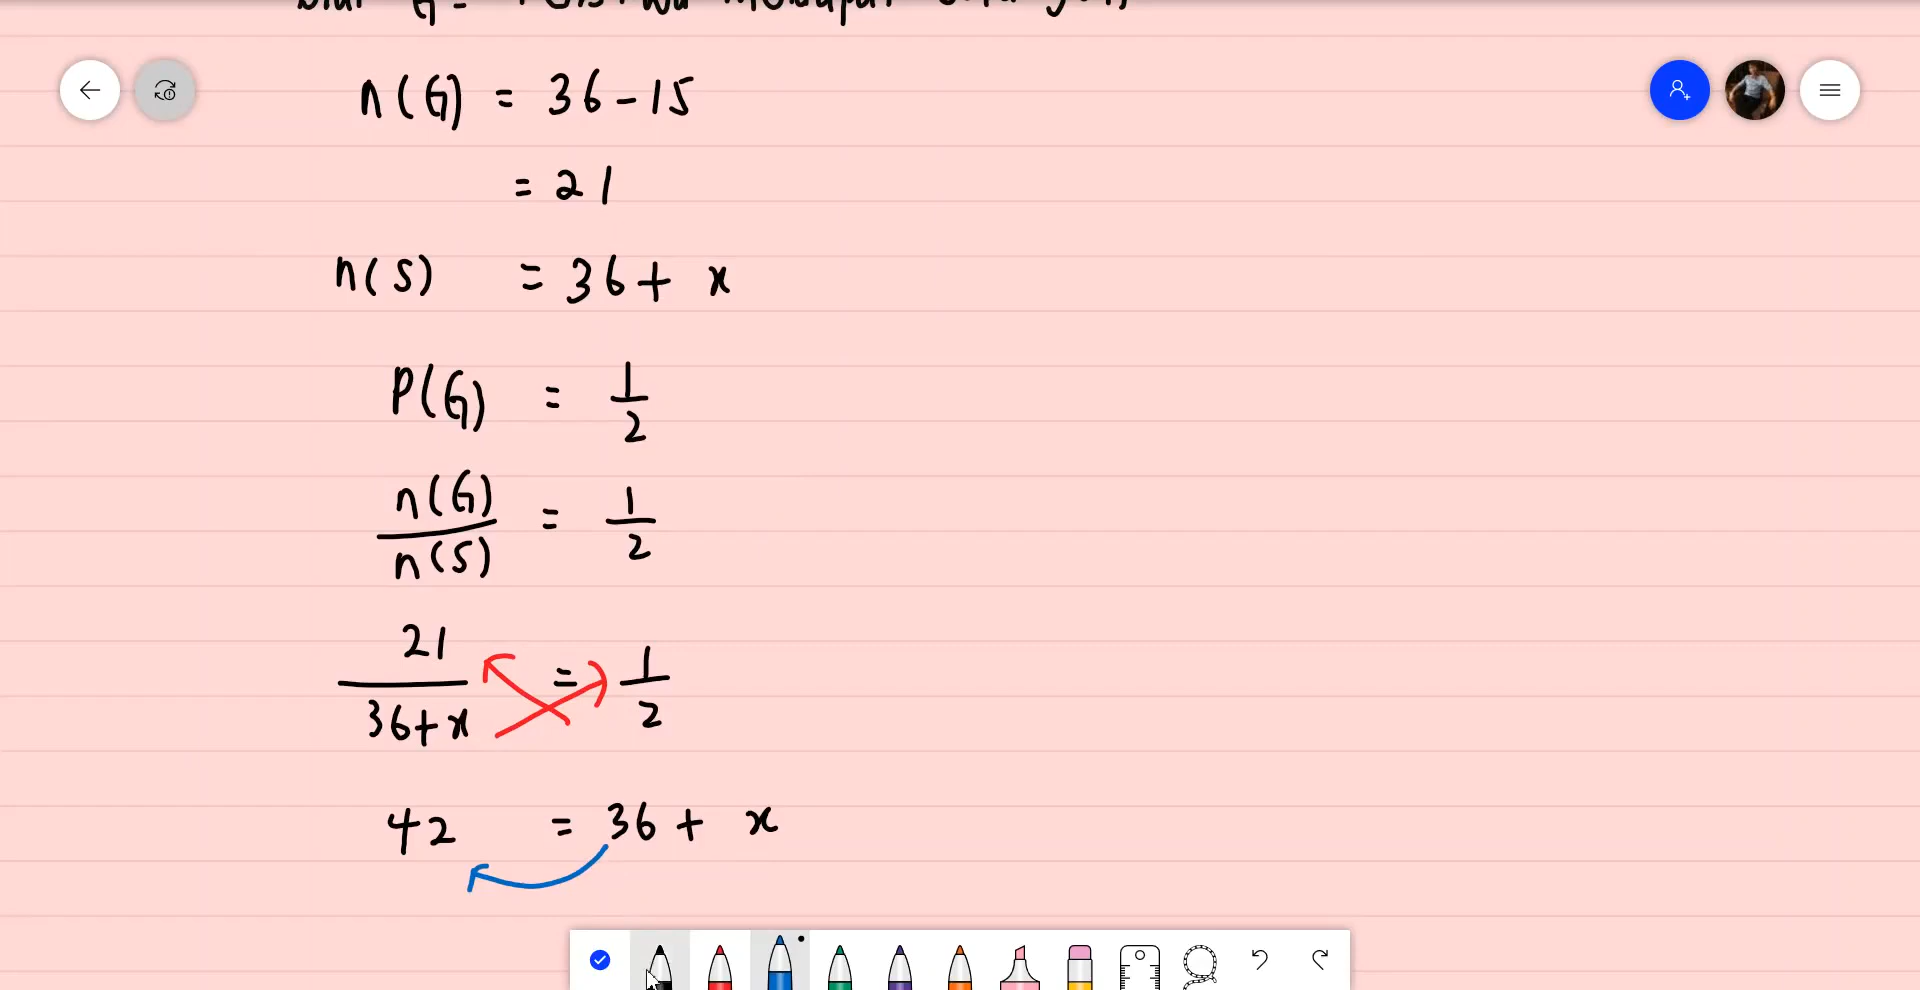 n(G) = 36 - 15
= 21
n(S) = 36 + x
P(G) = 1/2
n(G)/n(S) = 1/2
21/(36+x) = 1/2
42 = 36 + x